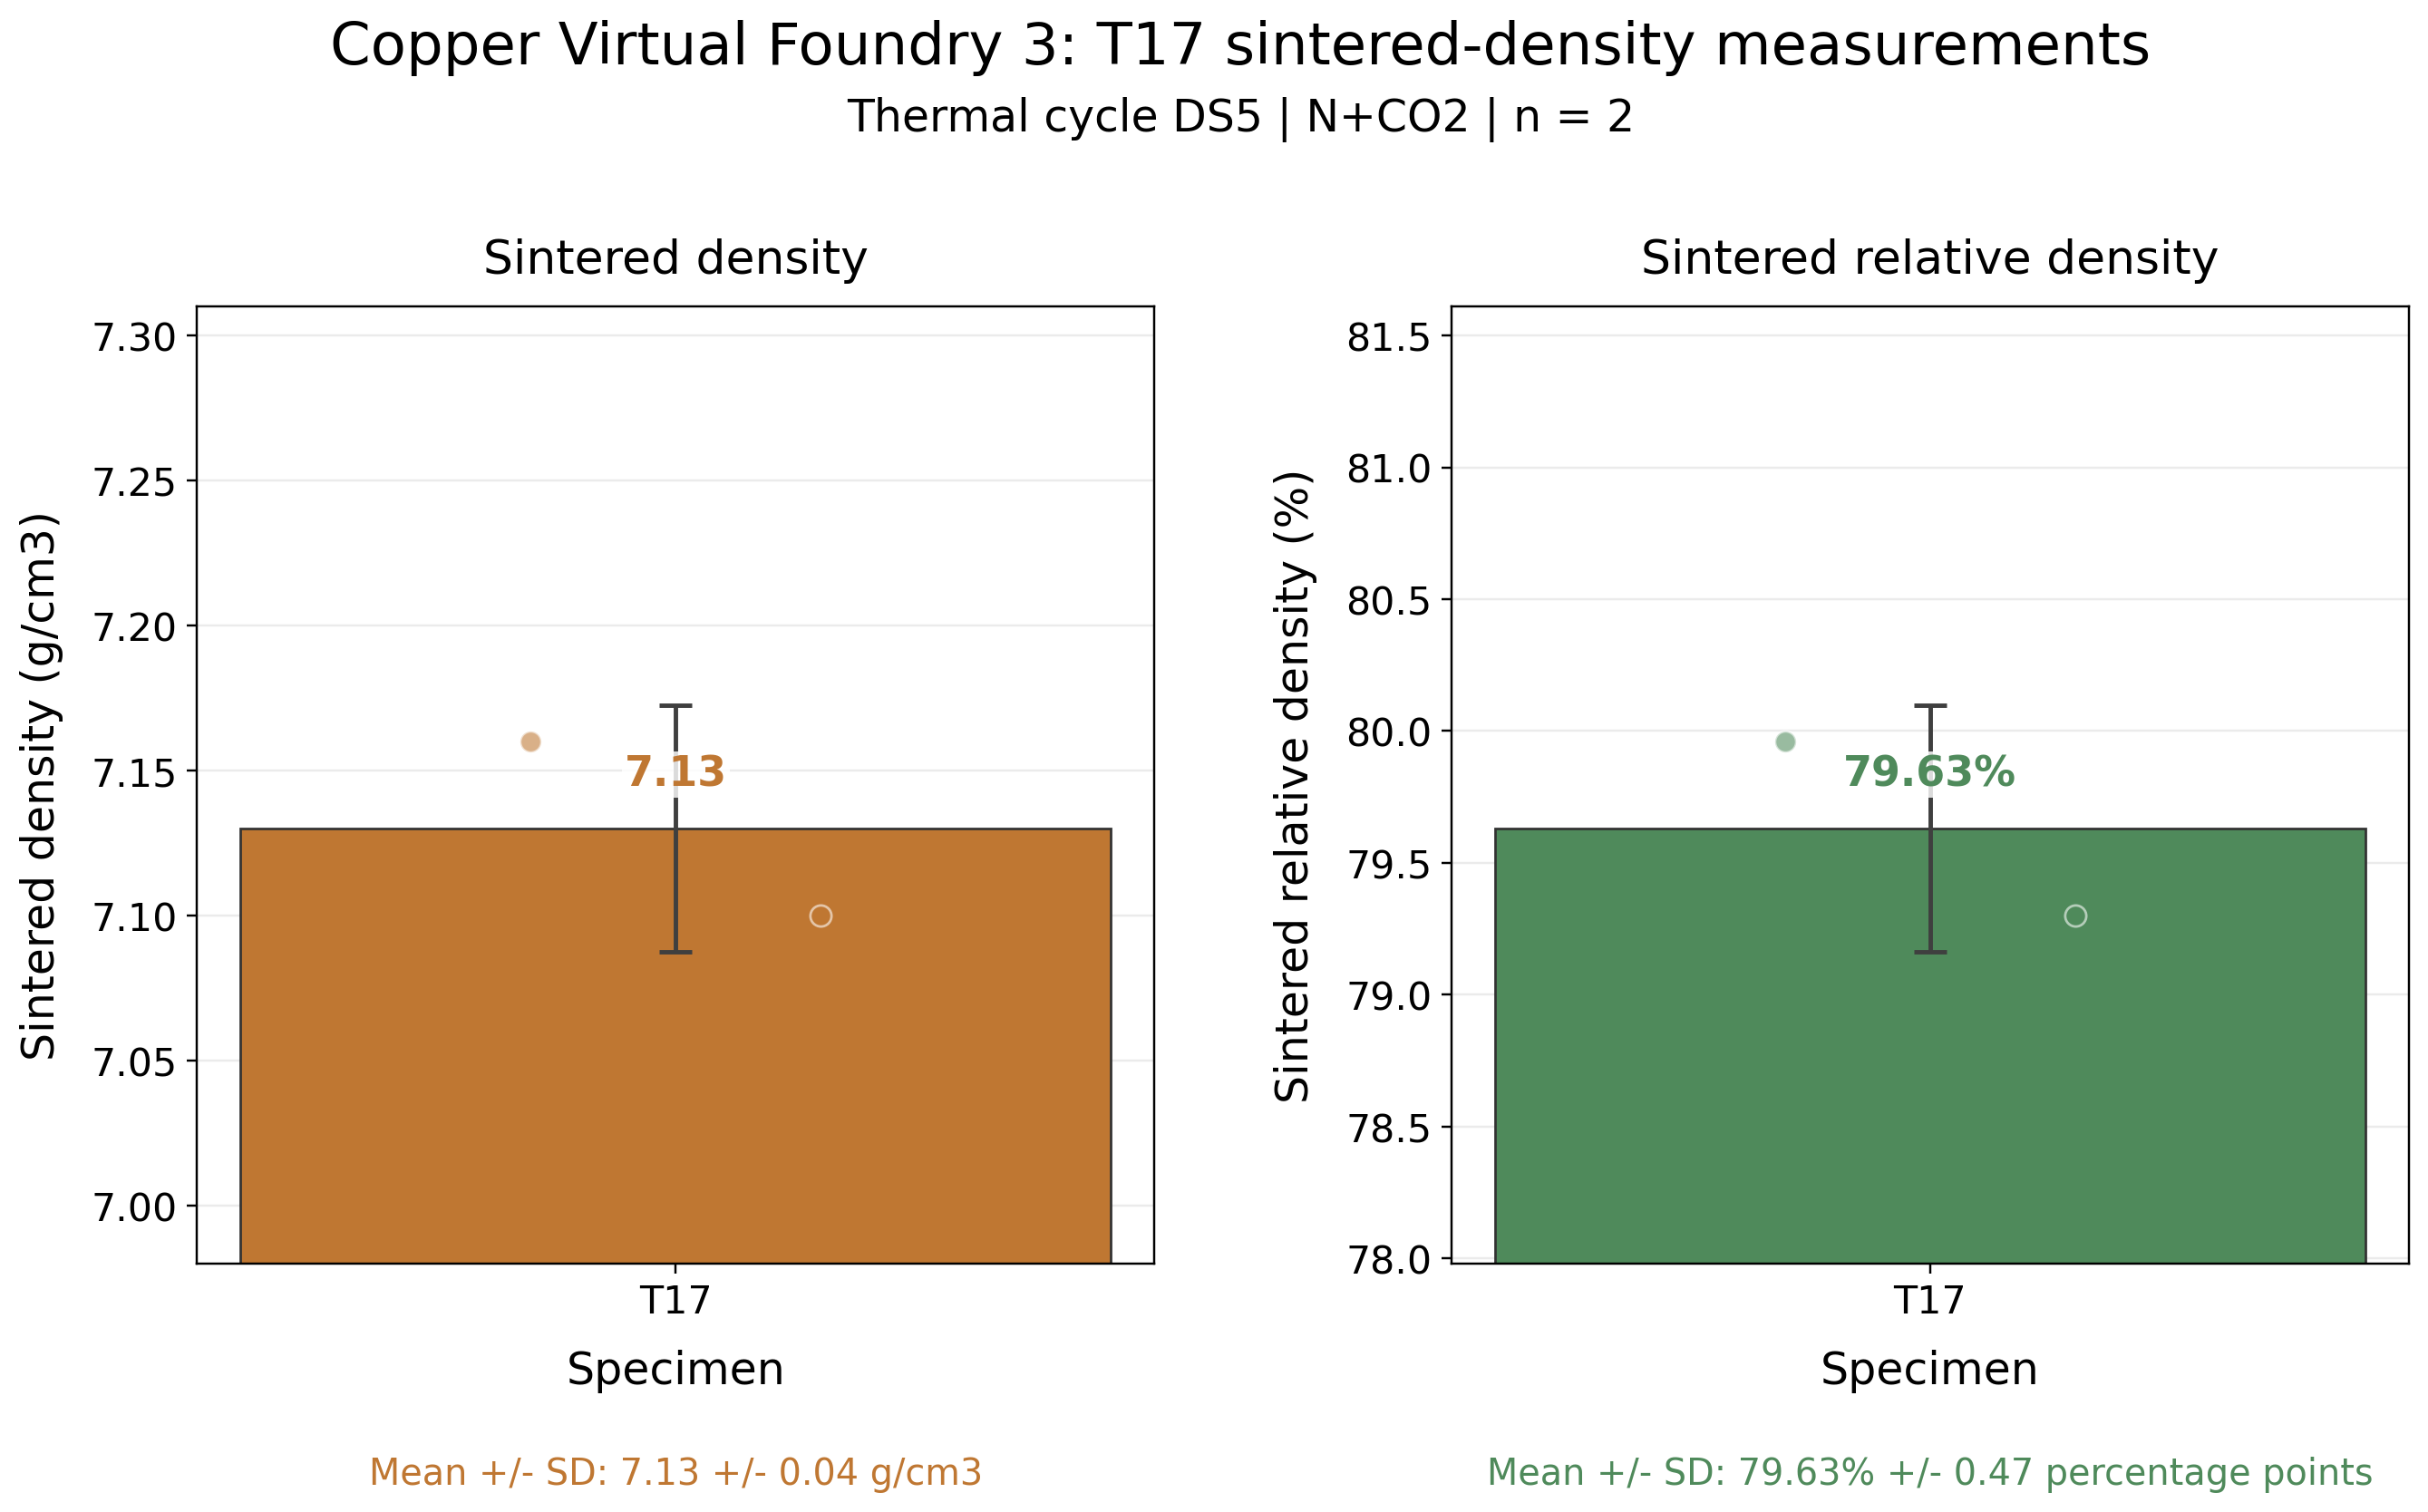 Copper Virtual Foundry 3: T17 sintered-density measurements
Thermal cycle DS5 | N+CO2 | n = 2
Sintered density
Sintered density (g/cm3)
7.30
7.25
7.20
7.15
7.10
7.05
7.00
7.13
T17
Specimen
Mean +/- SD: 7.13 +/- 0.04 g/cm3
Sintered relative density
Sintered relative density (%)
81.5
81.0
80.5
80.0
79.5
79.0
78.5
78.0
79.63%
T17
Specimen
Mean +/- SD: 79.63% +/- 0.47 percentage points